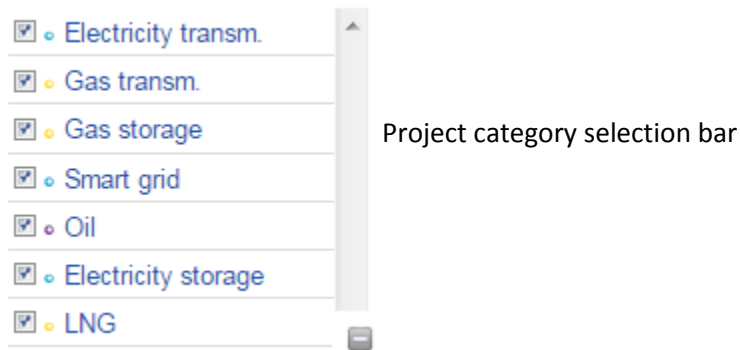 Electricity transm.
Gas transm.
Gas storage
Project category selection bar
Smart grid
Oil
Electricity storage
LNG